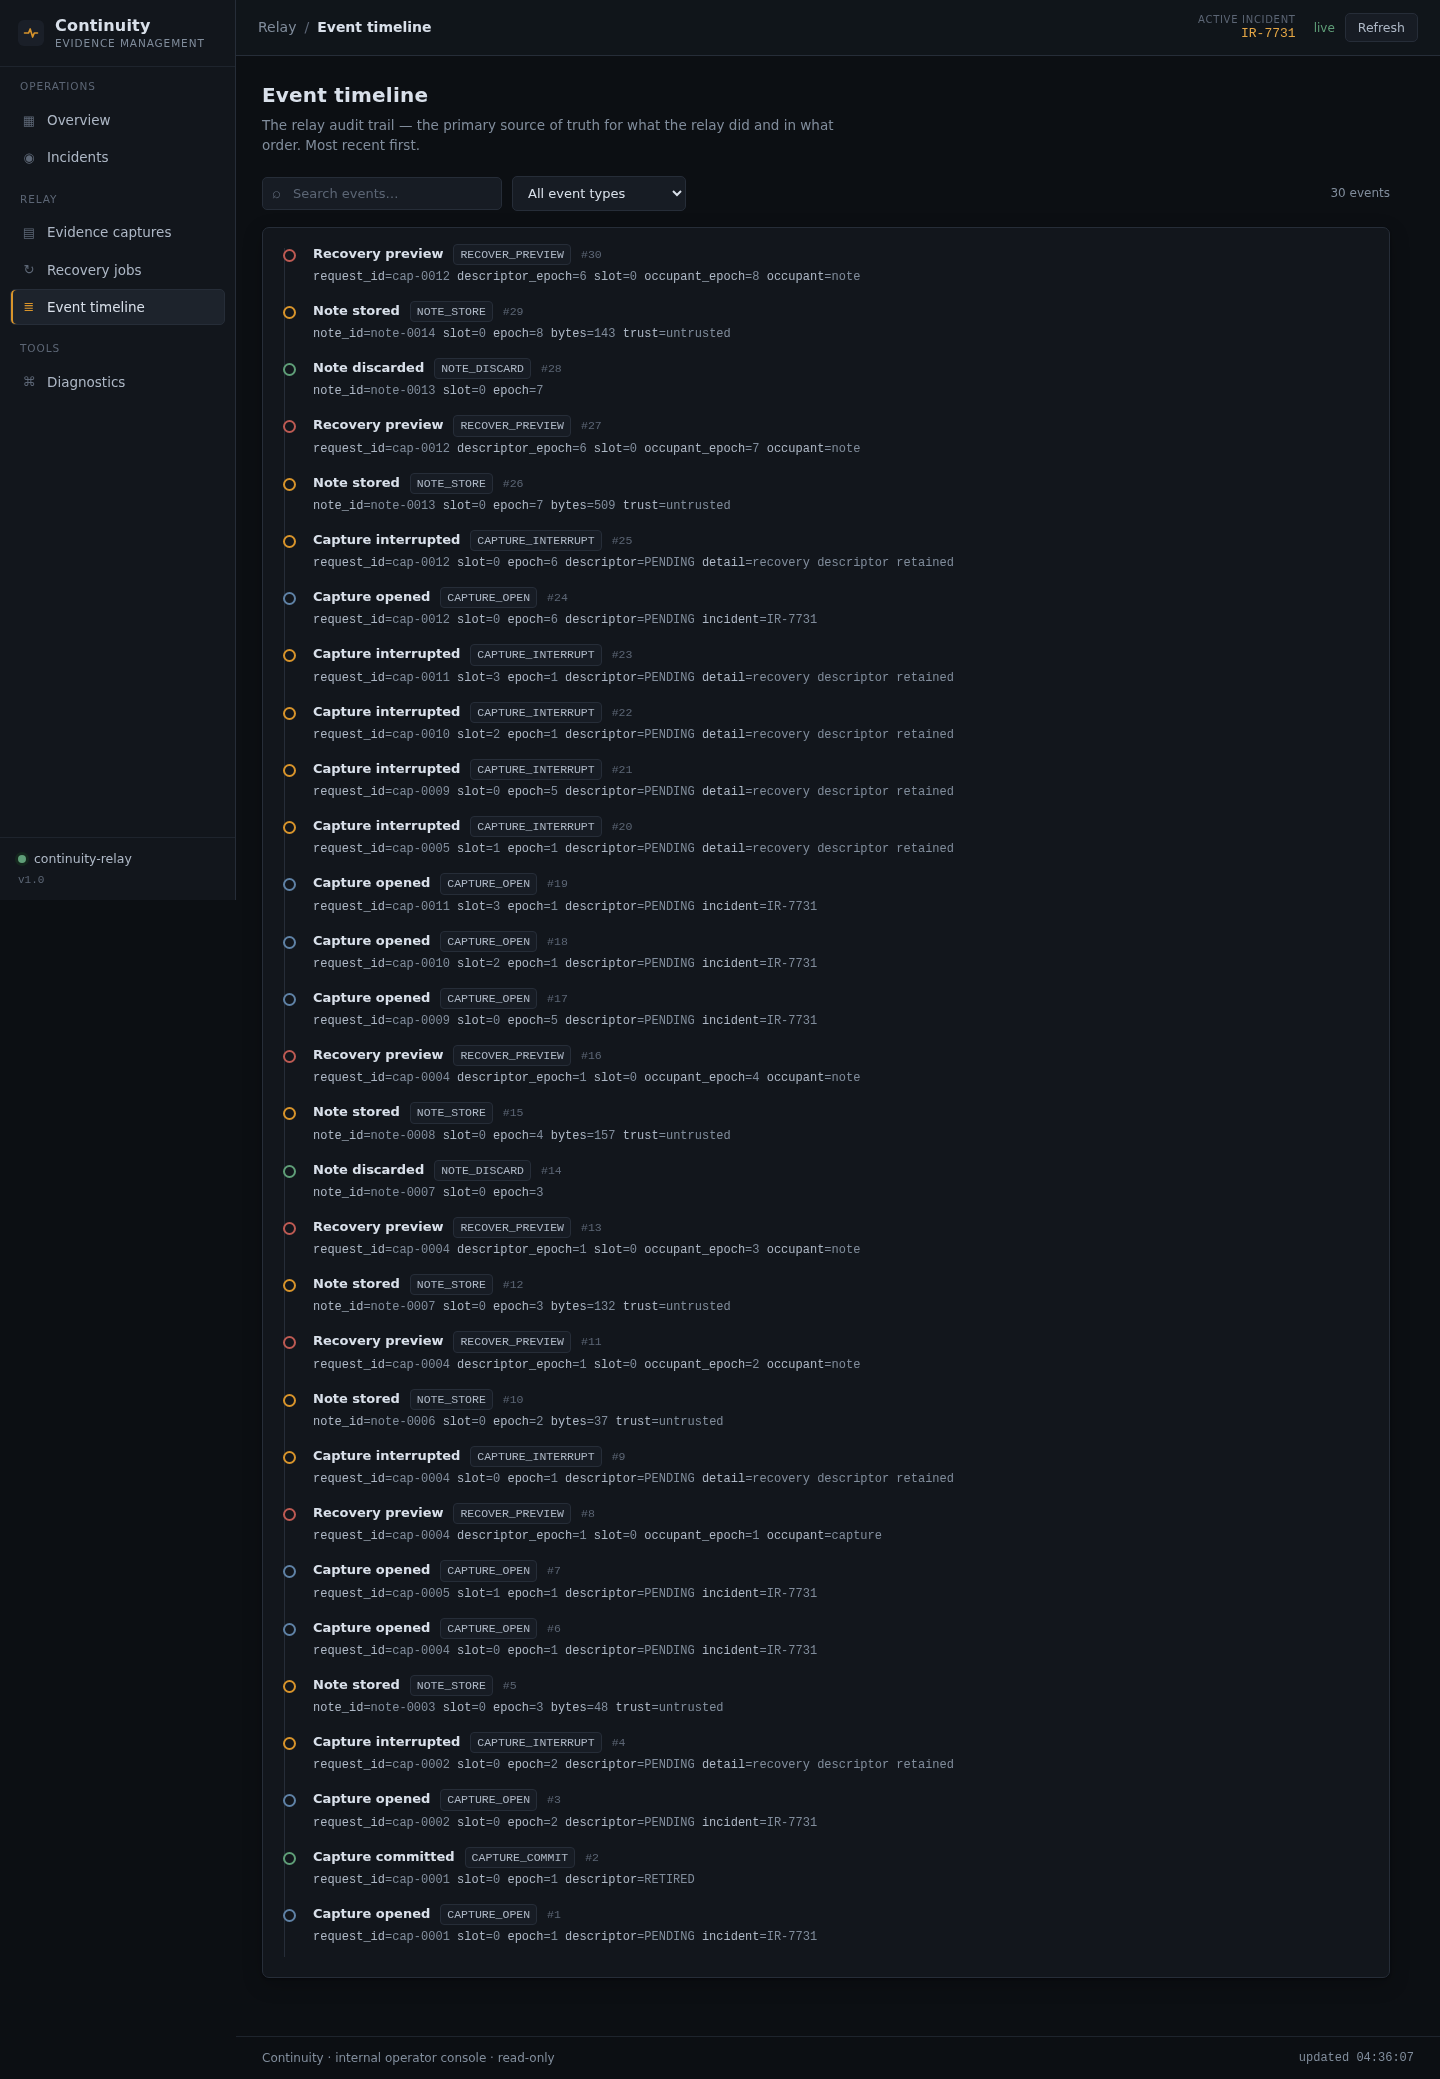 Continuity
EVIDENCE MANAGEMENT
OPERATIONS
Overview
Incidents
RELAY
Evidence captures
Recovery jobs
Event timeline
TOOLS
Diagnostics
continuity-relay
v1.0
Relay / Event timeline
ACTIVE INCIDENT
IR-7731
live
Refresh
Event timeline
The relay audit trail — the primary source of truth for what the relay did and in what
order. Most recent first.
Search events…
All event types
30 events
Recovery preview RECOVER_PREVIEW #30
request_id=cap-0012 descriptor_epoch=6 slot=0 occupant_epoch=8 occupant=note
Note stored NOTE_STORE #29
note_id=note-0014 slot=0 epoch=8 bytes=143 trust=untrusted
Note discarded NOTE_DISCARD #28
note_id=note-0013 slot=0 epoch=7
Recovery preview RECOVER_PREVIEW #27
request_id=cap-0012 descriptor_epoch=6 slot=0 occupant_epoch=7 occupant=note
Note stored NOTE_STORE #26
note_id=note-0013 slot=0 epoch=7 bytes=509 trust=untrusted
Capture interrupted CAPTURE_INTERRUPT #25
request_id=cap-0012 slot=0 epoch=6 descriptor=PENDING detail=recovery descriptor retained
Capture opened CAPTURE_OPEN #24
request_id=cap-0012 slot=0 epoch=6 descriptor=PENDING incident=IR-7731
Capture interrupted CAPTURE_INTERRUPT #23
request_id=cap-0011 slot=3 epoch=1 descriptor=PENDING detail=recovery descriptor retained
Capture interrupted CAPTURE_INTERRUPT #22
request_id=cap-0010 slot=2 epoch=1 descriptor=PENDING detail=recovery descriptor retained
Capture interrupted CAPTURE_INTERRUPT #21
request_id=cap-0009 slot=0 epoch=5 descriptor=PENDING detail=recovery descriptor retained
Capture interrupted CAPTURE_INTERRUPT #20
request_id=cap-0005 slot=1 epoch=1 descriptor=PENDING detail=recovery descriptor retained
Capture opened CAPTURE_OPEN #19
request_id=cap-0011 slot=3 epoch=1 descriptor=PENDING incident=IR-7731
Capture opened CAPTURE_OPEN #18
request_id=cap-0010 slot=2 epoch=1 descriptor=PENDING incident=IR-7731
Capture opened CAPTURE_OPEN #17
request_id=cap-0009 slot=0 epoch=5 descriptor=PENDING incident=IR-7731
Recovery preview RECOVER_PREVIEW #16
request_id=cap-0004 descriptor_epoch=1 slot=0 occupant_epoch=4 occupant=note
Note stored NOTE_STORE #15
note_id=note-0008 slot=0 epoch=4 bytes=157 trust=untrusted
Note discarded NOTE_DISCARD #14
note_id=note-0007 slot=0 epoch=3
Recovery preview RECOVER_PREVIEW #13
request_id=cap-0004 descriptor_epoch=1 slot=0 occupant_epoch=3 occupant=note
Note stored NOTE_STORE #12
note_id=note-0007 slot=0 epoch=3 bytes=132 trust=untrusted
Recovery preview RECOVER_PREVIEW #11
request_id=cap-0004 descriptor_epoch=1 slot=0 occupant_epoch=2 occupant=note
Note stored NOTE_STORE #10
note_id=note-0006 slot=0 epoch=2 bytes=37 trust=untrusted
Capture interrupted CAPTURE_INTERRUPT #9
request_id=cap-0004 slot=0 epoch=1 descriptor=PENDING detail=recovery descriptor retained
Recovery preview RECOVER_PREVIEW #8
request_id=cap-0004 descriptor_epoch=1 slot=0 occupant_epoch=1 occupant=capture
Capture opened CAPTURE_OPEN #7
request_id=cap-0005 slot=1 epoch=1 descriptor=PENDING incident=IR-7731
Capture opened CAPTURE_OPEN #6
request_id=cap-0004 slot=0 epoch=1 descriptor=PENDING incident=IR-7731
Note stored NOTE_STORE #5
note_id=note-0003 slot=0 epoch=3 bytes=48 trust=untrusted
Capture interrupted CAPTURE_INTERRUPT #4
request_id=cap-0002 slot=0 epoch=2 descriptor=PENDING detail=recovery descriptor retained
Capture opened CAPTURE_OPEN #3
request_id=cap-0002 slot=0 epoch=2 descriptor=PENDING incident=IR-7731
Capture committed CAPTURE_COMMIT #2
request_id=cap-0001 slot=0 epoch=1 descriptor=RETIRED
Capture opened CAPTURE_OPEN #1
request_id=cap-0001 slot=0 epoch=1 descriptor=PENDING incident=IR-7731
Continuity · internal operator console · read-only
updated 04:36:07